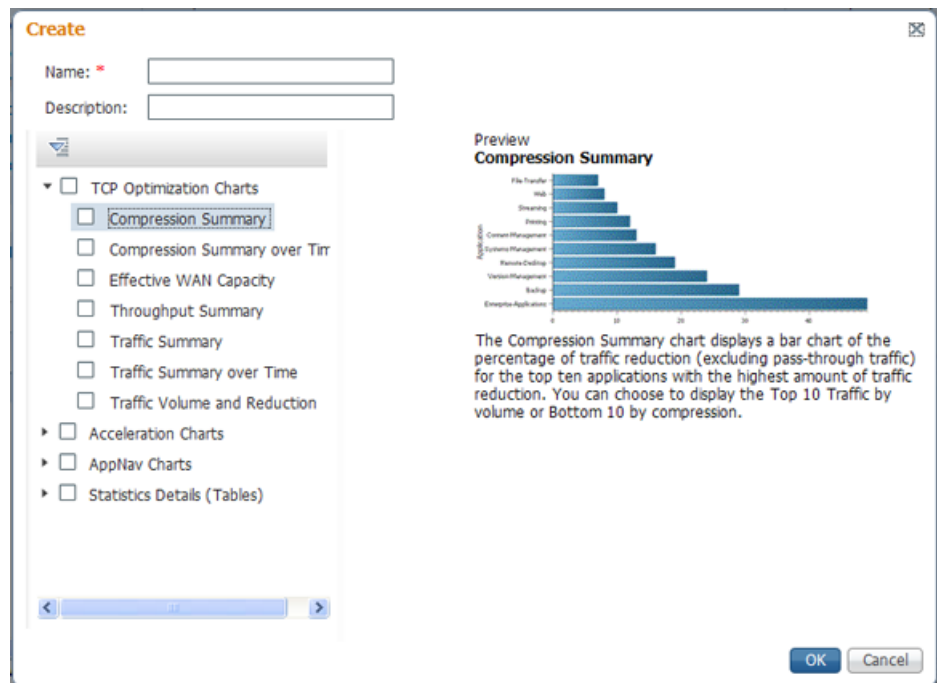 Create
Name: *
Description:
TCP Optimization Charts
Compression Summary
Compression Summary over Tim
Effective WAN Capacity
Throughput Summary
Traffic Summary
Traffic Summary over Time
Traffic Volume and Reduction
Acceleration Charts
AppNav Charts
Statistics Details (Tables)
Preview
Compression Summary
Application
File-Transfer
Web
Streaming
Printing
Content-Management
Systems-Management
Remote-Desktop
Version-Management
Backup
Enterprise-Applications
0 10 20 30 40
The Compression Summary chart displays a bar chart of the
percentage of traffic reduction (excluding pass-through traffic)
for the top ten applications with the highest amount of traffic
reduction. You can choose to display the Top 10 Traffic by
volume or Bottom 10 by compression.
OK Cancel